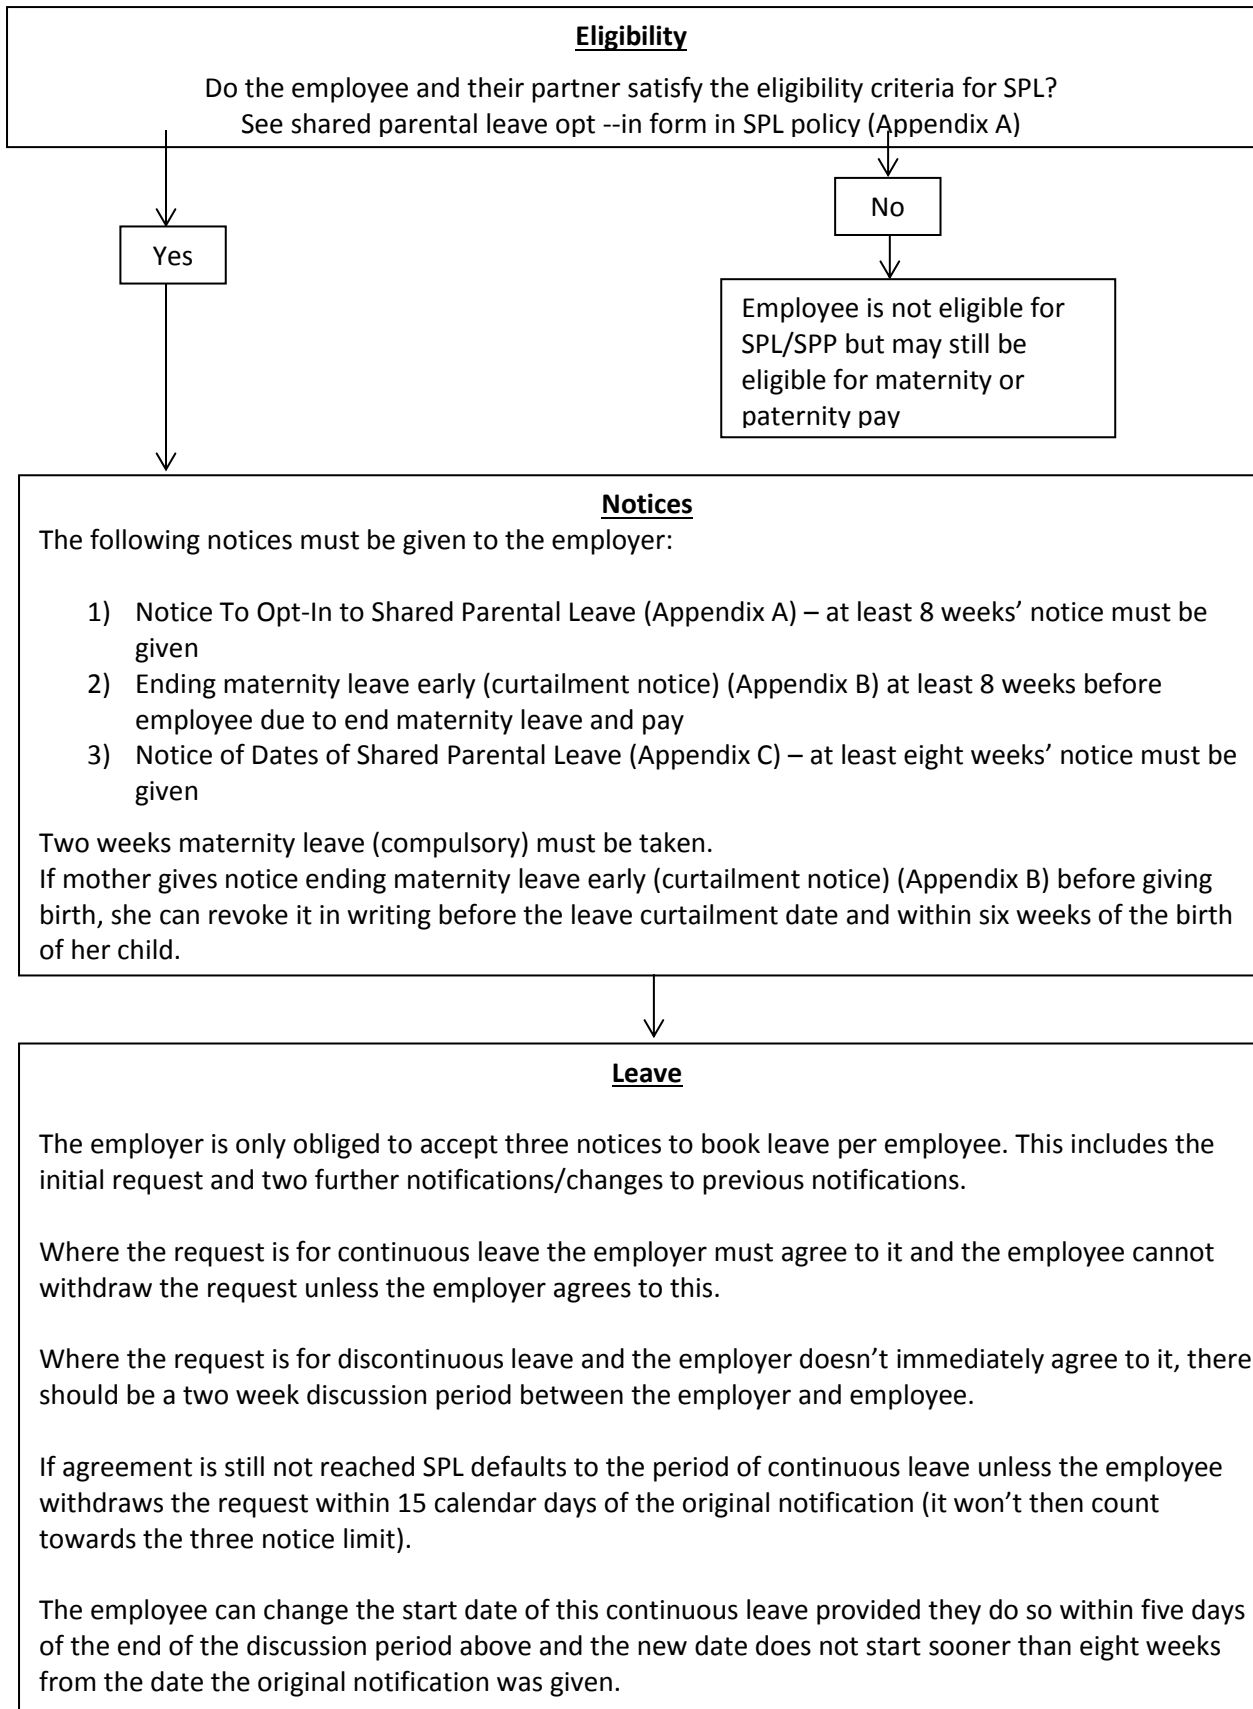 Eligibility
Do the employee and their partner satisfy the eligibility criteria for SPL?
See shared parental leave opt --in form in SPL policy (Appendix A)
No
Yes
Employee is not eligible for
SPL/SPP but may still be
eligible for maternity or
paternity pay
Notices
The following notices must be given to the employer:
1) Notice To Opt-In to Shared Parental Leave (Appendix A) – at least 8 weeks’ notice must be
given
2) Ending maternity leave early (curtailment notice) (Appendix B) at least 8 weeks before
employee due to end maternity leave and pay
3) Notice of Dates of Shared Parental Leave (Appendix C) – at least eight weeks’ notice must be
given
Two weeks maternity leave (compulsory) must be taken.
If mother gives notice ending maternity leave early (curtailment notice) (Appendix B) before giving
birth, she can revoke it in writing before the leave curtailment date and within six weeks of the birth
of her child.
Leave
The employer is only obliged to accept three notices to book leave per employee. This includes the
initial request and two further notifications/changes to previous notifications.
Where the request is for continuous leave the employer must agree to it and the employee cannot
withdraw the request unless the employer agrees to this.
Where the request is for discontinuous leave and the employer doesn’t immediately agree to it, there
should be a two week discussion period between the employer and employee.
If agreement is still not reached SPL defaults to the period of continuous leave unless the employee
withdraws the request within 15 calendar days of the original notification (it won’t then count
towards the three notice limit).
The employee can change the start date of this continuous leave provided they do so within five days
of the end of the discussion period above and the new date does not start sooner than eight weeks
from the date the original notification was given.